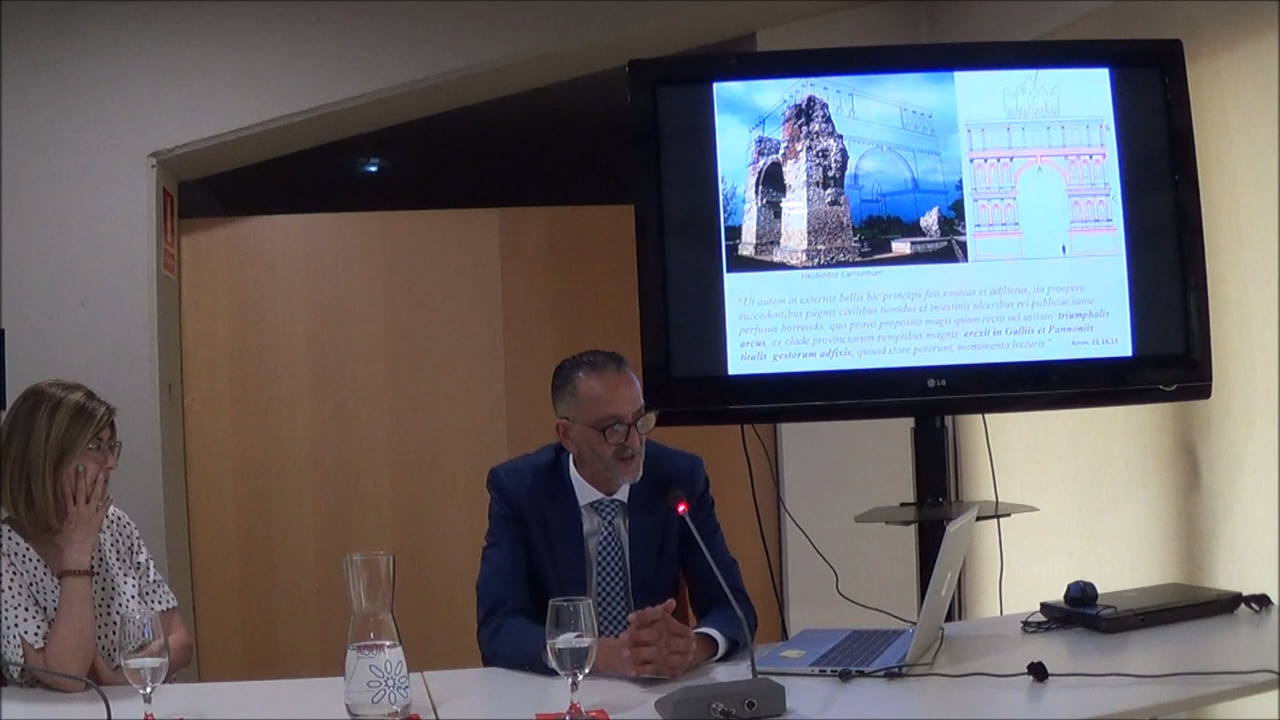 Heidentor Carnuntum
"Ut autem in externis bellis hic princeps fuit saucius et adflictus, ita prospere
succedentibus pugnis civilibus tumidus et intestinis ulceribus rei publicae sanie
perfusus horrenda. quo pravo proposito magis quam recto vel usitato triumphalis
arcus ex clade provinciarum sumptibus magnis erexit in Galliis et Pannoniis
titulis gestorum adfixis, quoad stare poterunt, monumenta lecturis."
Amm. 21,16,15
A
B
C
LG
AGUA